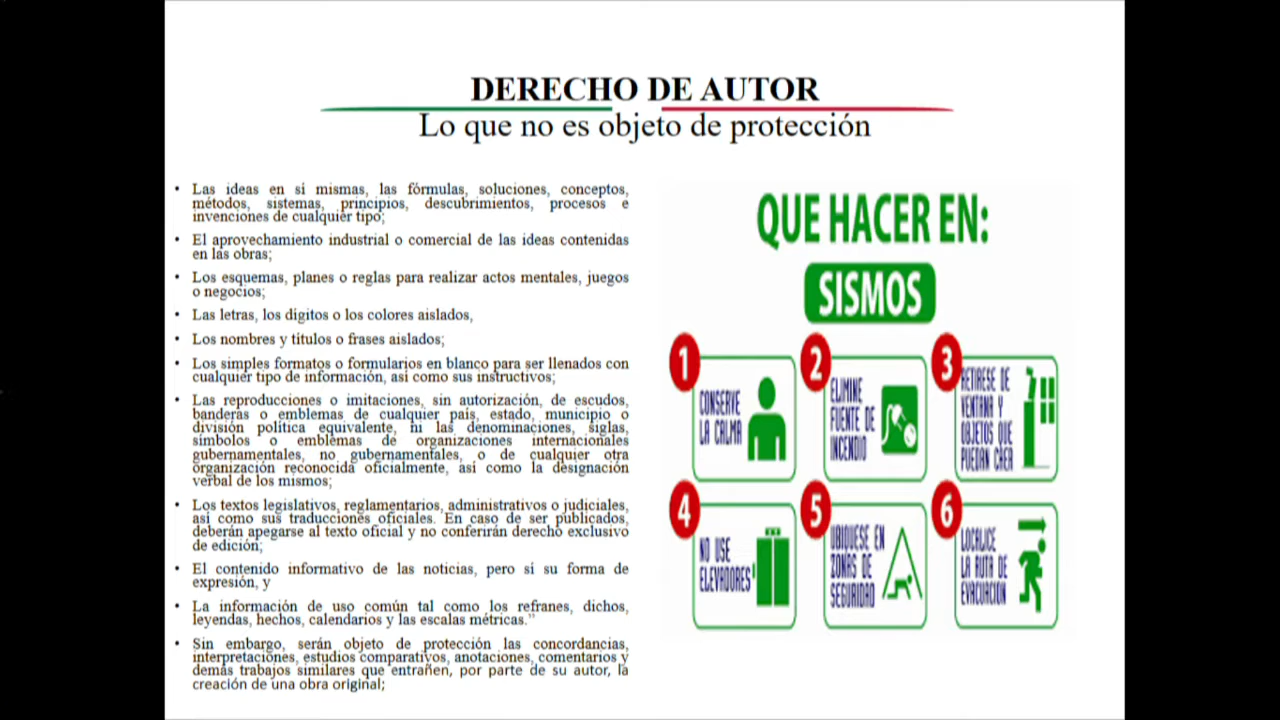 DERECHO DE AUTOR
Lo que no es objeto de protección
• Las ideas en sí mismas, las fórmulas, soluciones, conceptos,
métodos, sistemas, principios, descubrimientos, procesos e
invenciones de cualquier tipo;
• El aprovechamiento industrial o comercial de las ideas contenidas
en las obras;
• Los esquemas, planes o reglas para realizar actos mentales, juegos
o negocios;
• Las letras, los dígitos o los colores aislados,
• Los nombres y títulos o frases aislados;
• Los simples formatos o formularios en blanco para ser llenados con
cualquier tipo de información, así como sus instructivos;
• Las reproducciones o imitaciones, sin autorización, de escudos,
banderas o emblemas de cualquier país, estado, municipio o
división política equivalente, ni las denominaciones, siglas,
símbolos o emblemas de organizaciones internacionales
gubernamentales, no gubernamentales, o de cualquier otra
organización reconocida oficialmente, así como la designación
verbal de los mismos;
• Los textos legislativos, reglamentarios, administrativos o judiciales,
así como sus traducciones oficiales. En caso de ser publicados,
deberán apegarse al texto oficial y no conferirán derecho exclusivo
de edición;
• El contenido informativo de las noticias, pero sí su forma de
expresión, y
• La información de uso común tal como los refranes, dichos,
leyendas, hechos, calendarios y las escalas métricas.”
• Sin embargo, serán objeto de protección las concordancias,
interpretaciones, estudios comparativos, anotaciones, comentarios y
demás trabajos similares que entrañen, por parte de su autor, la
creación de una obra original;
QUE HACER EN:
SISMOS
1
CONSERVE
LA CALMA
2
ELIMINE
FUENTE DE
INCENDIO
3
RETIRESE DE
VENTANA Y
OBJETOS QUE
PUEDAN CAER
4
NO USE
ELEVADORES
5
UBIQUESE EN
ZONAS DE
SEGURIDAD
6
LOCALICE
LA RUTA DE
EVACUACION